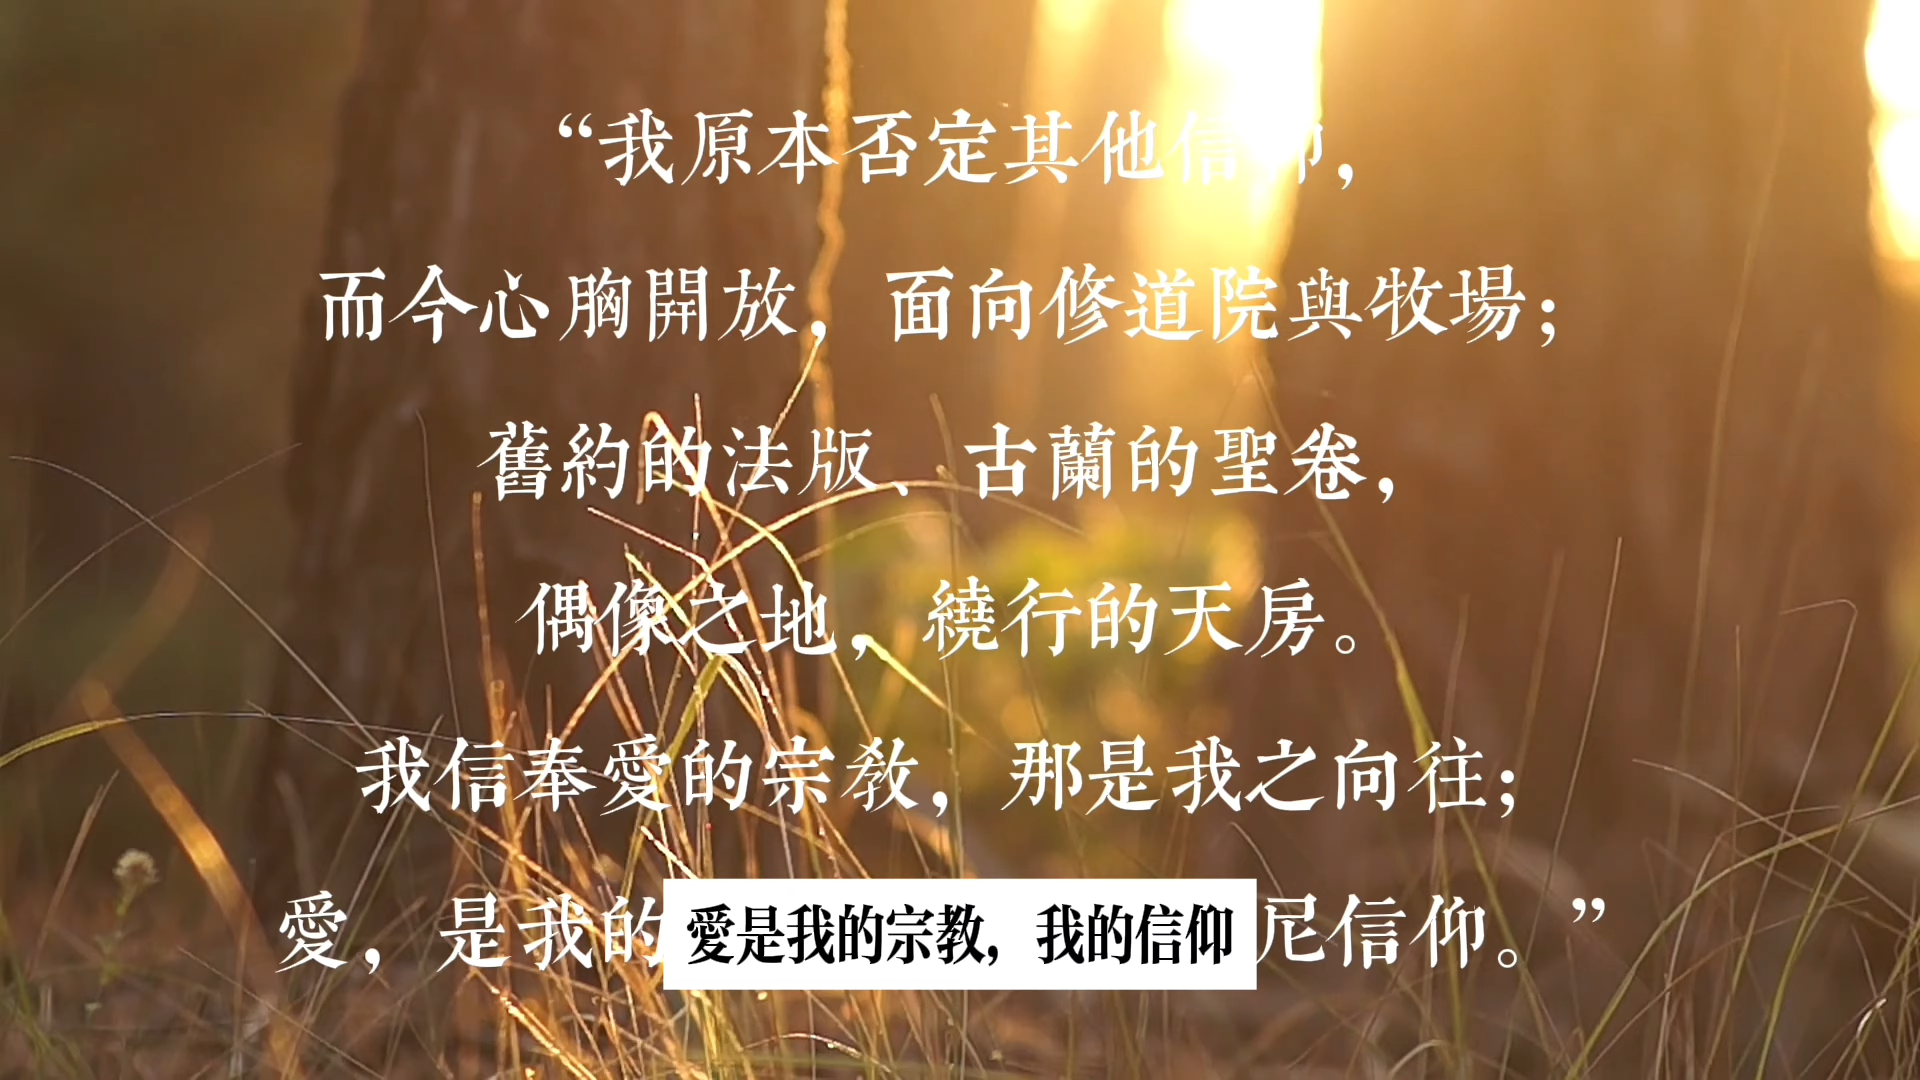 “我原本否定其他信仰，
而今心胸開放，面向修道院與牧場；
舊約的法版、古蘭的聖卷，
偶像之地，繞行的天房。
我信奉愛的宗教，那是我之向往；
愛，是我的 尼信仰。”
愛是我的宗教，我的信仰